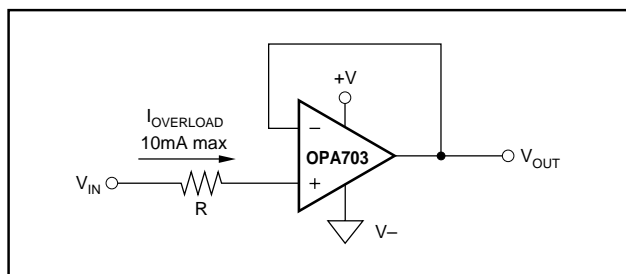 +V
I_OVERLOAD
10mA max
−
OPA703
V_OUT
V_IN
+
R
V–